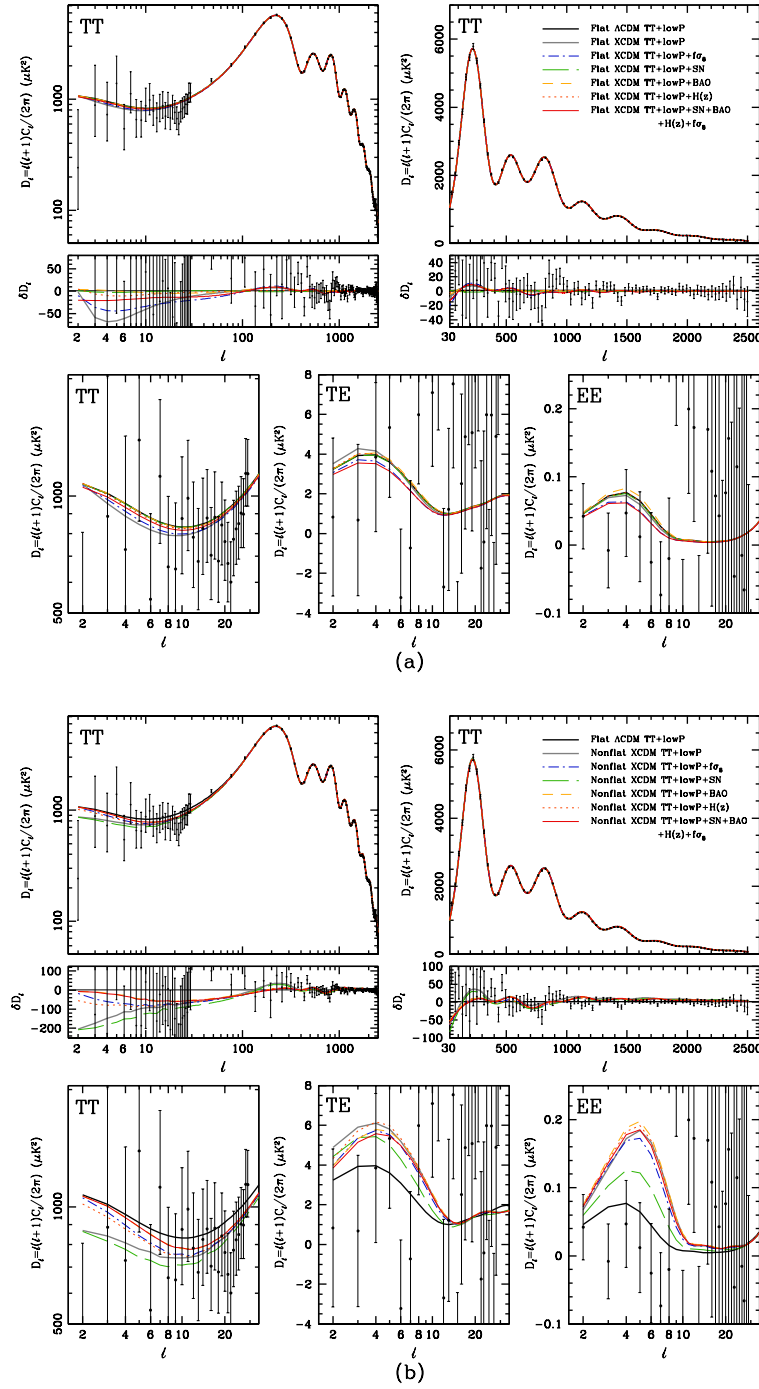 TT
1000
100
D_ℓ=ℓ(ℓ+1)C_ℓ/(2π) (μK²)
TT
6000
4000
2000
0
D_ℓ=ℓ(ℓ+1)C_ℓ/(2π) (μK²)
Flat ΛCDM TT+lowP
Flat XCDM TT+lowP
Flat XCDM TT+lowP+fσ₈
Flat XCDM TT+lowP+SN
Flat XCDM TT+lowP+BAO
Flat XCDM TT+lowP+H(z)
Flat XCDM TT+lowP+SN+BAO
+H(z)+fσ₈
δD_ℓ
50
0
-50
2 4 6 10 100 1000
ℓ
δD_ℓ
40
20
0
-20
-40
30 500 1000 1500 2000 2500
ℓ
TT
D_ℓ=ℓ(ℓ+1)C_ℓ/(2π) (μK²)
1000
500
2 4 6 8 10 20
ℓ
TE
D_ℓ=ℓ(ℓ+1)C_ℓ/(2π) (μK²)
8
6
4
2
0
-2
-4
2 4 6 8 10 20
ℓ
EE
D_ℓ=ℓ(ℓ+1)C_ℓ/(2π) (μK²)
0.2
0.1
0
-0.1
2 4 6 8 10 20
ℓ
(a)
TT
1000
100
D_ℓ=ℓ(ℓ+1)C_ℓ/(2π) (μK²)
TT
6000
4000
2000
0
D_ℓ=ℓ(ℓ+1)C_ℓ/(2π) (μK²)
Flat ΛCDM TT+lowP
Nonflat XCDM TT+lowP
Nonflat XCDM TT+lowP+fσ₈
Nonflat XCDM TT+lowP+SN
Nonflat XCDM TT+lowP+BAO
Nonflat XCDM TT+lowP+H(z)
Nonflat XCDM TT+lowP+SN+BAO
+H(z)+fσ₈
δD_ℓ
100
0
-100
-200
2 4 6 10 100 1000
ℓ
δD_ℓ
100
50
0
-50
-100
30 500 1000 1500 2000 2500
ℓ
TT
D_ℓ=ℓ(ℓ+1)C_ℓ/(2π) (μK²)
1000
500
2 4 6 8 10 20
ℓ
TE
D_ℓ=ℓ(ℓ+1)C_ℓ/(2π) (μK²)
8
6
4
2
0
-2
-4
2 4 6 8 10 20
ℓ
EE
D_ℓ=ℓ(ℓ+1)C_ℓ/(2π) (μK²)
0.2
0.1
0
-0.1
2 4 6 8 10 20
ℓ
(b)